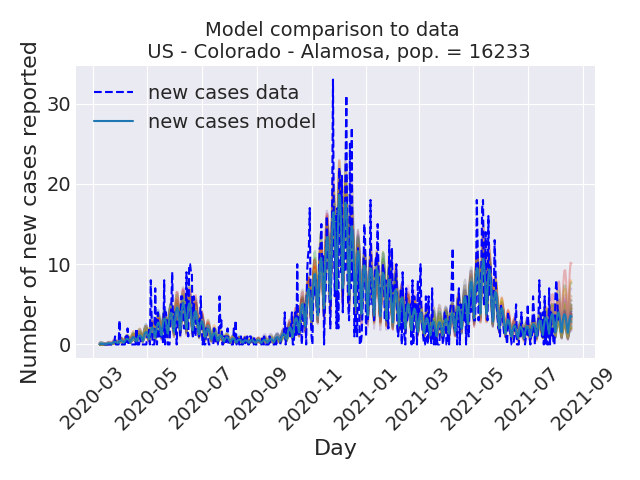 Model comparison to data
US - Colorado - Alamosa, pop. = 16233
Number of new cases reported
30
20
10
0
new cases data
new cases model
2020-03
2020-05
2020-07
2020-09
2020-11
2021-01
2021-03
2021-05
2021-07
2021-09
Day